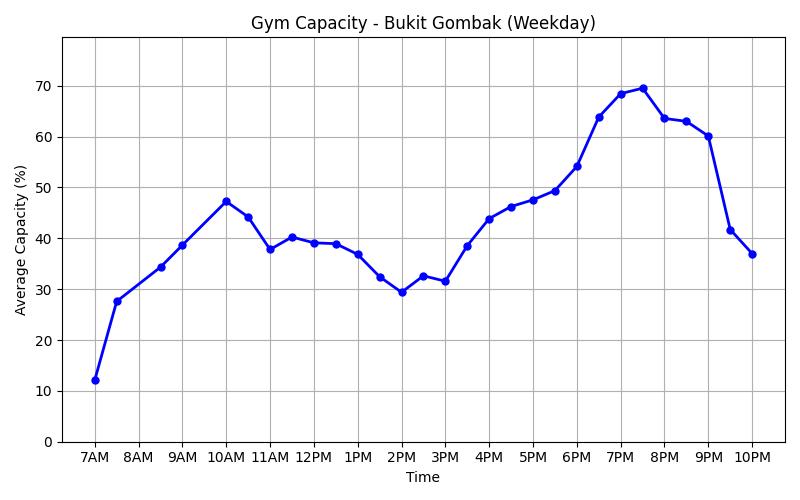 Gym Capacity - Bukit Gombak (Weekday)
Average Capacity (%)
70
60
50
40
30
20
10
0
7AM 8AM 9AM 10AM 11AM 12PM 1PM 2PM 3PM 4PM 5PM 6PM 7PM 8PM 9PM 10PM
Time